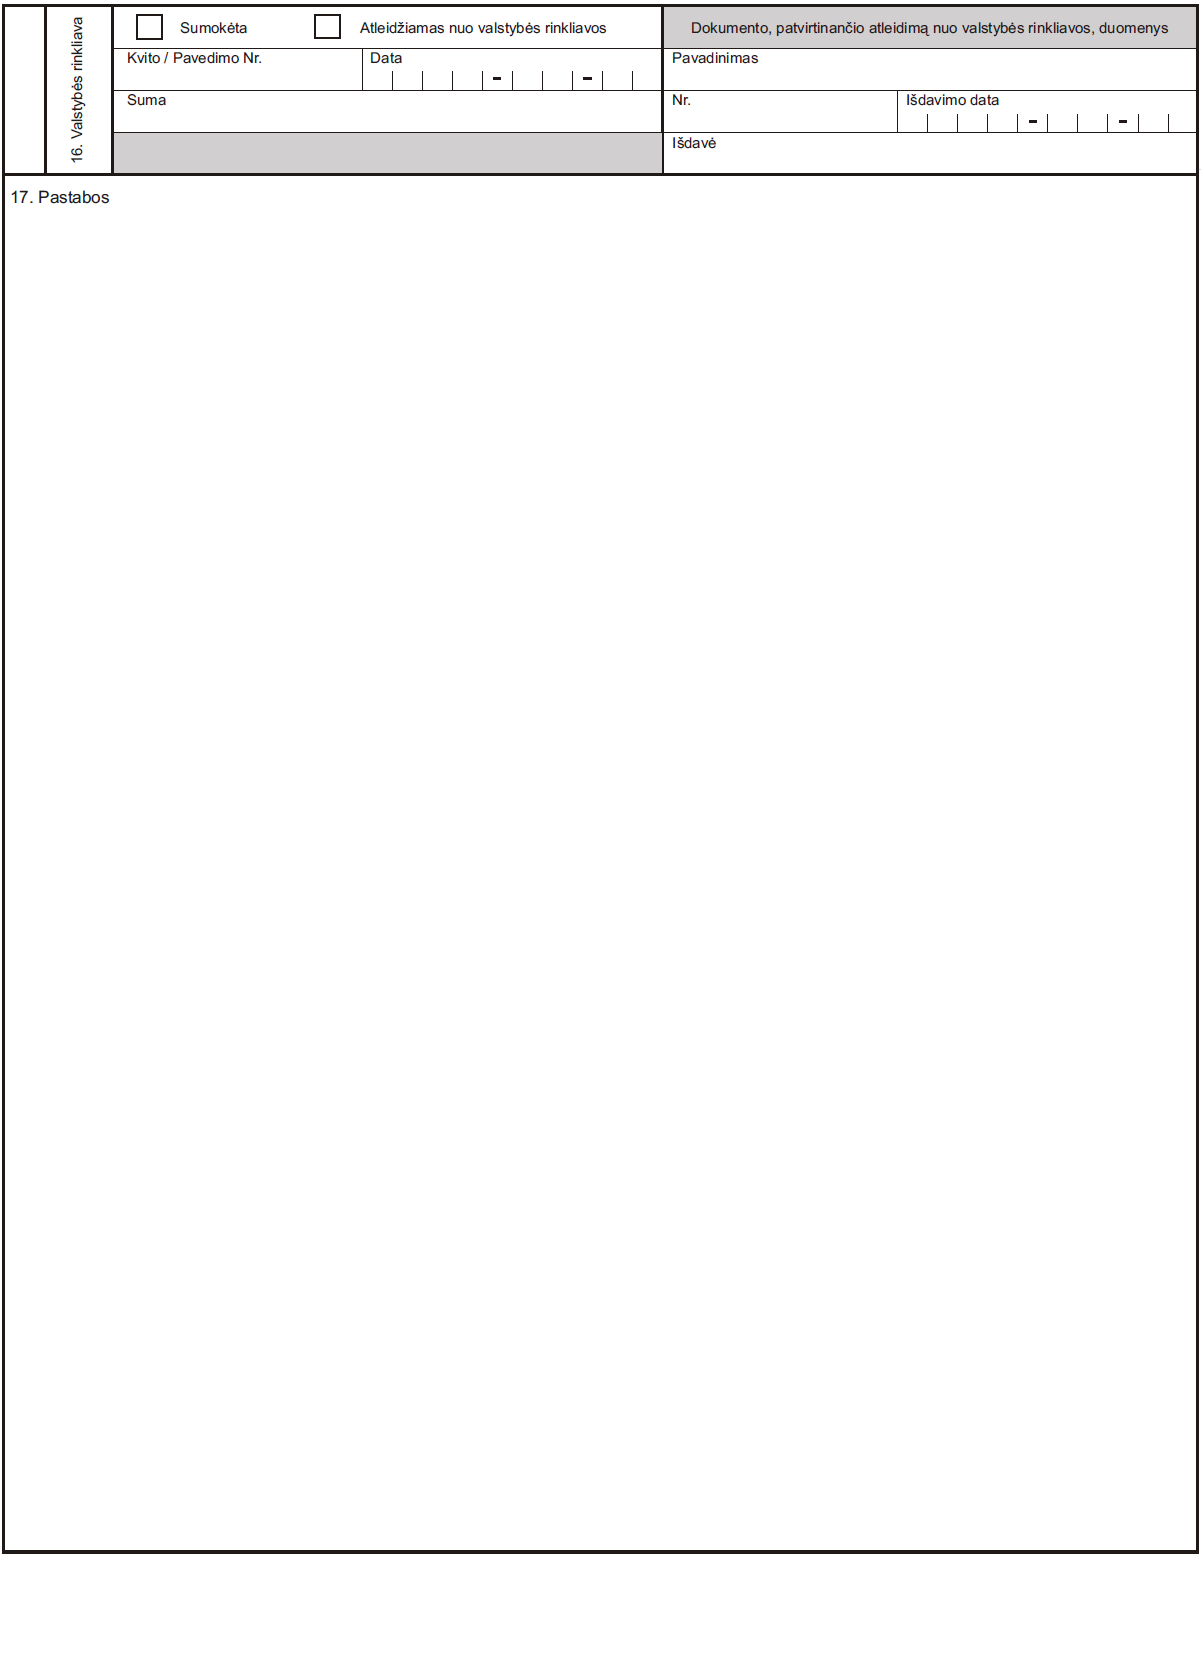 16. Valstybės rinkliava
Sumokėta
Atleidžiamas nuo valstybės rinkliavos
Dokumento, patvirtinančio atleidimą nuo valstybės rinkliavos, duomenys
Kvito / Pavedimo Nr.
Data
Pavadinimas
Suma
Nr.
Išdavimo data
Išdavė
17. Pastabos